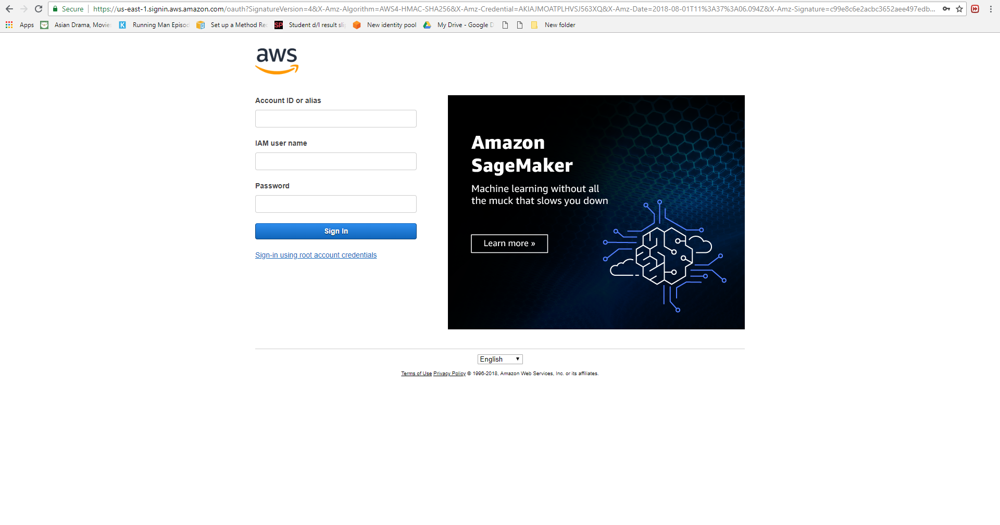 Secure https://us-east-1.signin.aws.amazon.com/oauth?SignatureVersion=4&X-Amz-Algorithm=AWS4-HMAC-SHA256&X-Amz-Credential=AKIAJMOATPLHVSJ563XQ&X-Amz-Date=2018-08-01T11%3A37%3A06.094Z&X-Amz-Signature=c99e8c6e2acbc3652aee497edb...
Apps Asian Drama, Movie Running Man Episod Set up a Method Re SP Student d/l result sli New identity pool My Drive - Google D New folder
aws
Account ID or alias
IAM user name
Password
Sign In
Sign-in using root account credentials
Amazon
SageMaker
Machine learning without all
the muck that slows you down
Learn more »
English
Terms of Use Privacy Policy © 1996-2018, Amazon Web Services, Inc. or its affiliates.